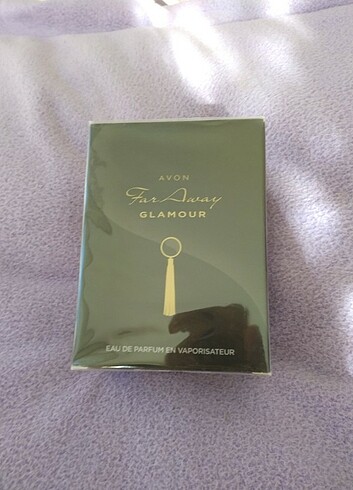 AVON
Far Away
GLAMOUR
EAU DE PARFUM EN VAPORISATEUR